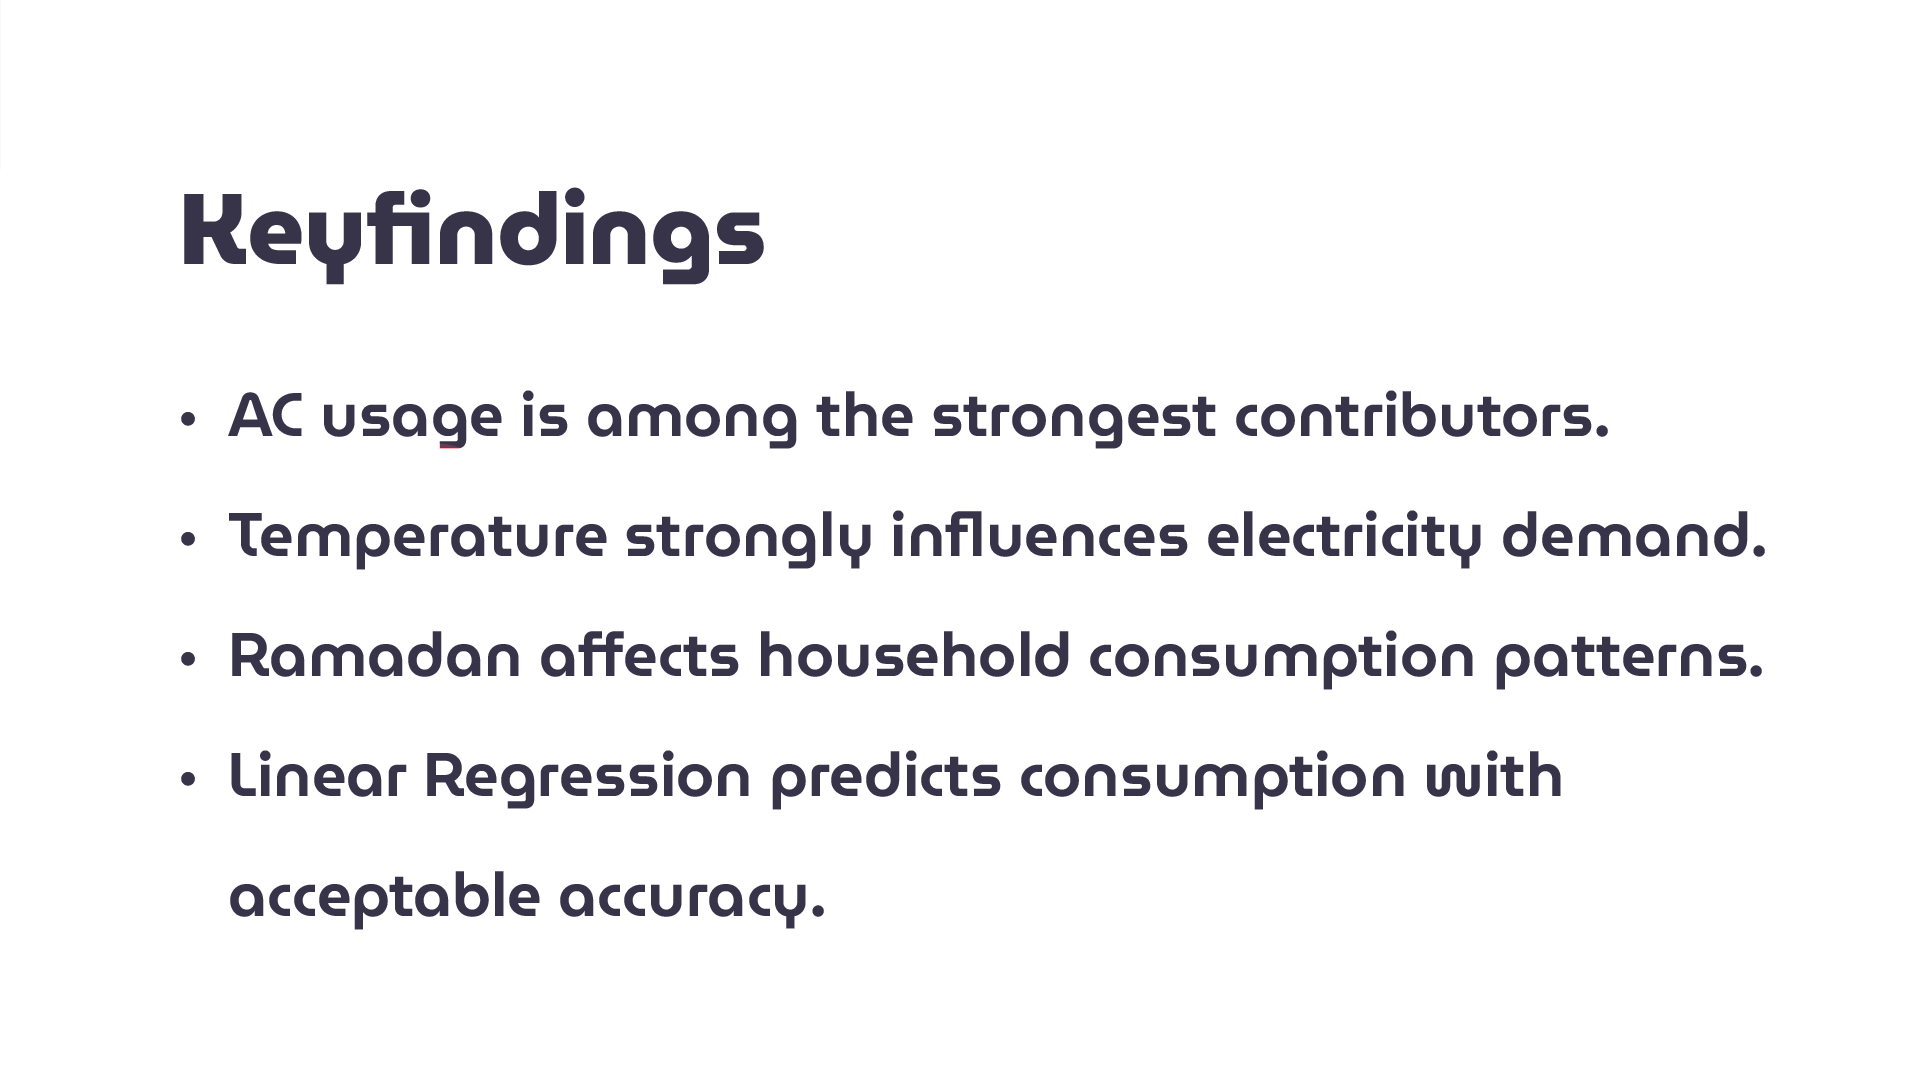 Keyfindings
• AC usage is among the strongest contributors.
• Temperature strongly influences electricity demand.
• Ramadan affects household consumption patterns.
• Linear Regression predicts consumption with
acceptable accuracy.